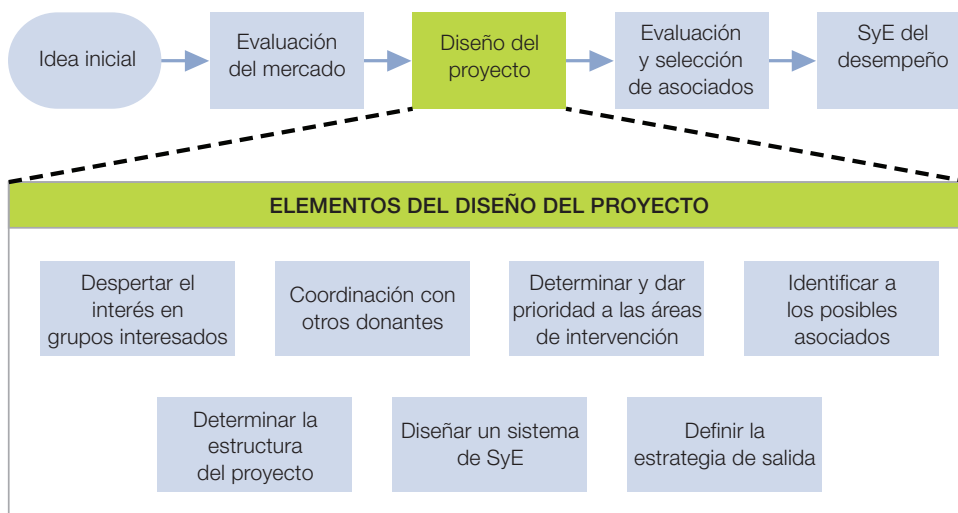 Idea inicial
Evaluación
del mercado
Diseño del
proyecto
Evaluación
y selección
de asociados
SyE del
desempeño
ELEMENTOS DEL DISEÑO DEL PROYECTO
Despertar el
interés en
grupos interesados
Coordinación con
otros donantes
Determinar y dar
prioridad a las áreas
de intervención
Identificar a
los posibles
asociados
Determinar la
estructura
del proyecto
Diseñar un sistema
de SyE
Definir la
estrategia de salida